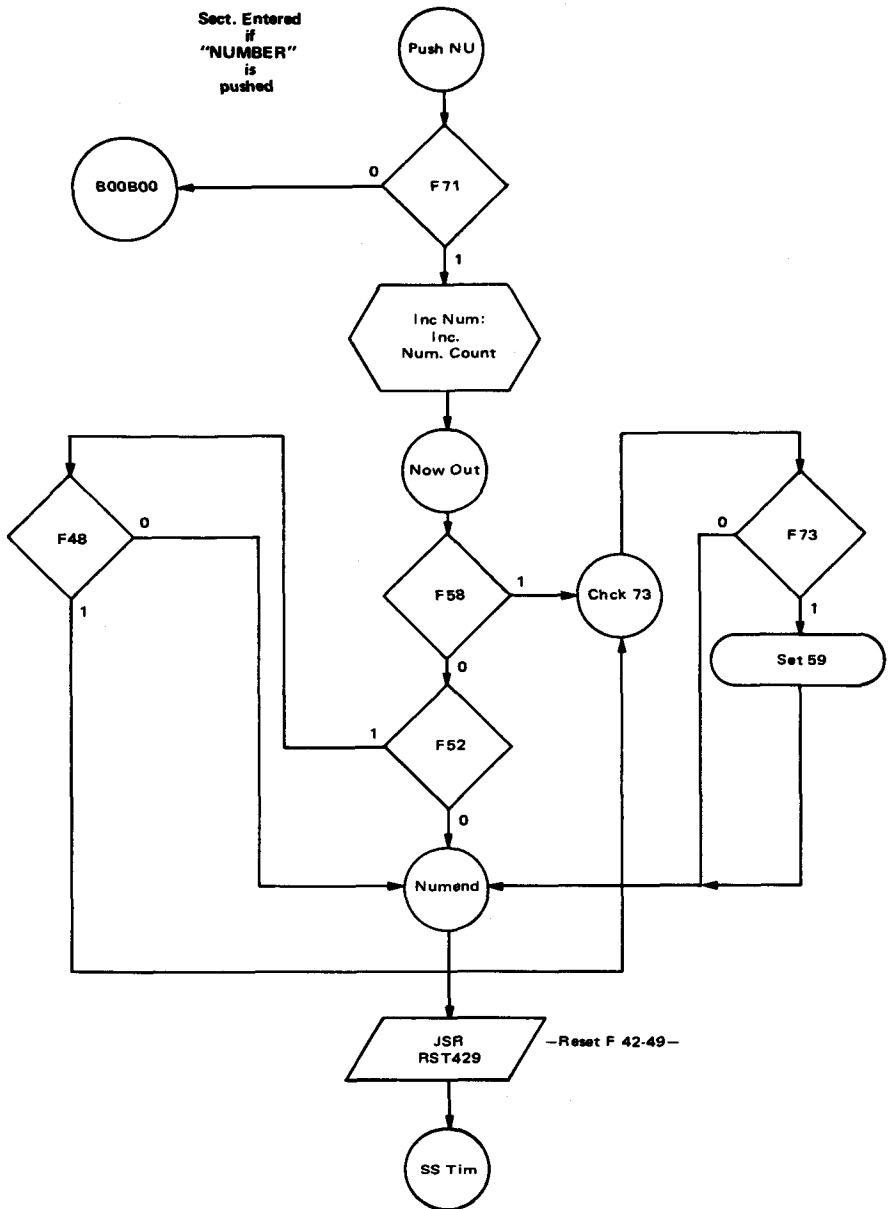 Sect. Entered
if
"NUMBER"
is
pushed
Push NU
0
B00B00
F71
1
Inc Num:
Inc.
Num. Count
Now Out
F48
0
1
F58
1
0
Chck 73
F73
0
1
Set 59
1
F52
0
Numend
JSR
RST429
—Reset F 42-49—
SS Tim